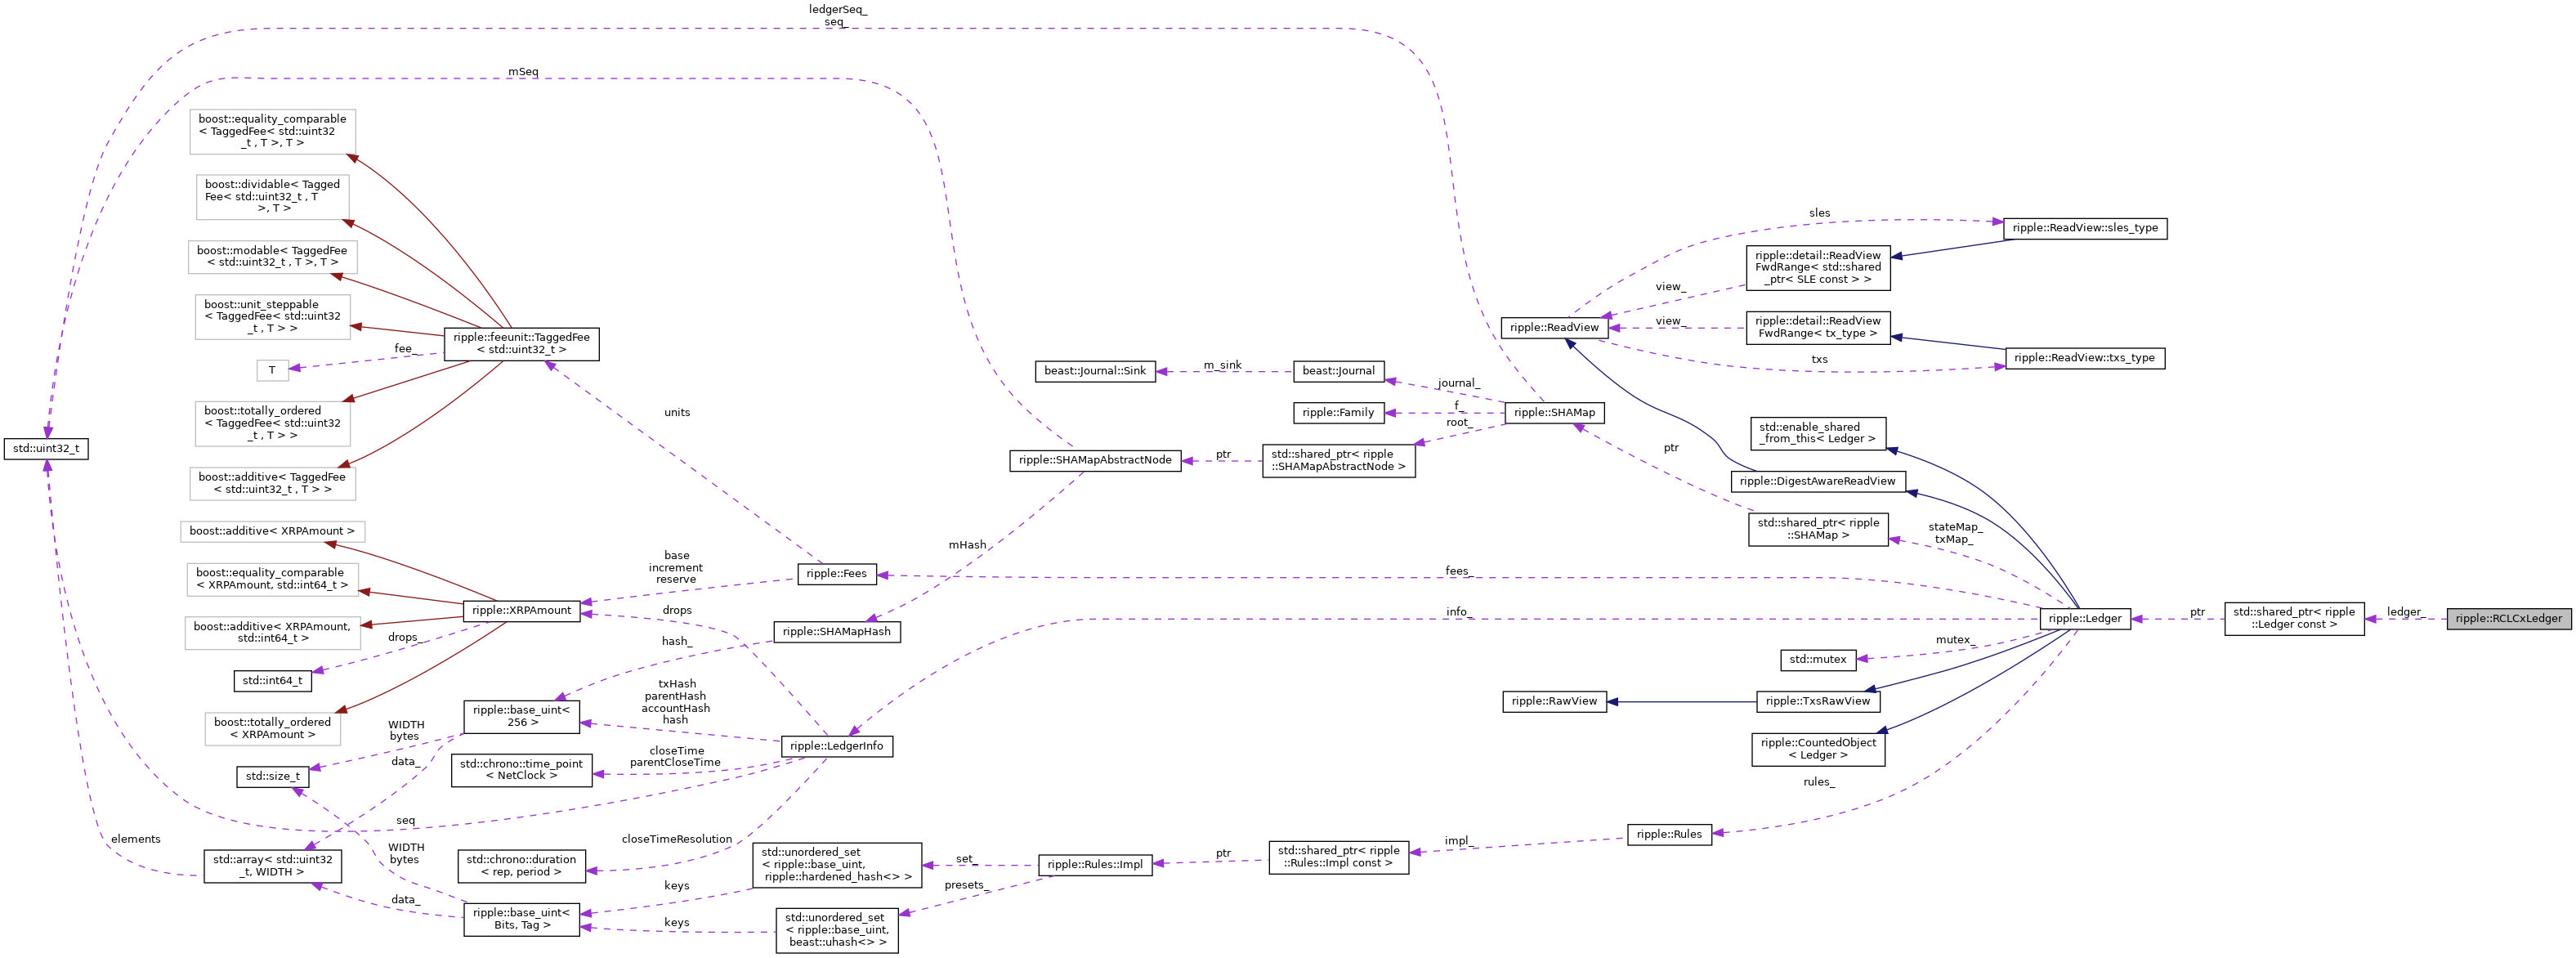 ledgerSeq_
seq_
mSeq
boost::equality_comparable
< TaggedFee< std::uint32
_t , T >, T >
boost::dividable< Tagged
Fee< std::uint32_t , T
>, T >
boost::modable< TaggedFee
< std::uint32_t , T >, T >
boost::unit_steppable
< TaggedFee< std::uint32
_t , T > >
T
boost::totally_ordered
< TaggedFee< std::uint32
_t , T > >
boost::additive< TaggedFee
< std::uint32_t , T > >
fee_
ripple::feeunit::TaggedFee
< std::uint32_t >
std::uint32_t
units
boost::additive< XRPAmount >
boost::equality_comparable
< XRPAmount, std::int64_t >
boost::additive< XRPAmount,
std::int64_t >
drops_
std::int64_t
boost::totally_ordered
< XRPAmount >
ripple::XRPAmount
base
increment
reserve
drops
hash_
txHash
parentHash
accountHash
hash
ripple::base_uint<
256 >
WIDTH
bytes
data_
std::size_t
std::chrono::time_point
< NetClock >
closeTime
parentCloseTime
seq
elements
std::array< std::uint32
_t, WIDTH >
WIDTH
bytes
data_
std::chrono::duration
< rep, period >
closeTimeResolution
ripple::base_uint<
Bits, Tag >
keys
keys
std::unordered_set
< ripple::base_uint,
ripple::hardened_hash<> >
std::unordered_set
< ripple::base_uint,
beast::uhash<> >
ripple::Fees
ripple::SHAMapHash
ripple::LedgerInfo
mHash
set_
presets_
ripple::Rules::Impl
ptr
std::shared_ptr< ripple
::Rules::Impl const >
impl_
ripple::Rules
rules_
beast::Journal::Sink
m_sink
beast::Journal
journal_
ripple::Family
f_
root_
ripple::SHAMapAbstractNode
ptr
std::shared_ptr< ripple
::SHAMapAbstractNode >
ripple::SHAMap
ptr
fees_
info_
ripple::ReadView
sles
view_
view_
txs
ripple::ReadView::sles_type
ripple::detail::ReadView
FwdRange< std::shared
_ptr< SLE const > >
ripple::detail::ReadView
FwdRange< tx_type >
ripple::ReadView::txs_type
std::enable_shared
_from_this< Ledger >
ripple::DigestAwareReadView
std::shared_ptr< ripple
::SHAMap >
stateMap_
txMap_
mutex_
std::mutex
ripple::RawView
ripple::TxsRawView
ripple::CountedObject
< Ledger >
ripple::Ledger
ptr
std::shared_ptr< ripple
::Ledger const >
ledger_
ripple::RCLCxLedger